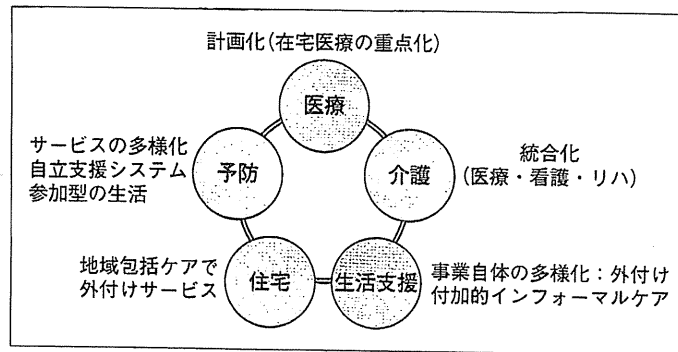 計画化(在宅医療の重点化)
医療
サービスの多様化
自立支援システム
参加型の生活
予防
介護
統合化
(医療・看護・リハ)
地域包括ケアで
外付けサービス
住宅
生活支援
事業自体の多様化:外付け
付加的インフォーマルケア